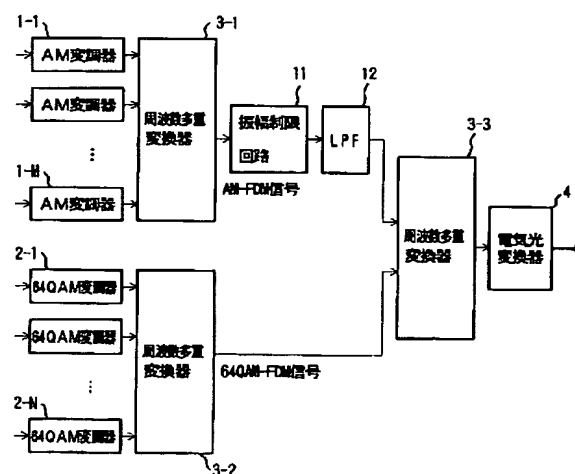 1-1
AM変調器
AM変調器
⋮
1-M
AM変調器
3-1
周波数多重
変換器
11
振幅制限
回路
12
LPF
AM-FDM信号
2-1
64QAM変調器
64QAM変調器
⋮
2-N
64QAM変調器
周波数多重
変換器
3-2
64QAM-FDM信号
3-3
周波数多重
変換器
4
電気光
変換器